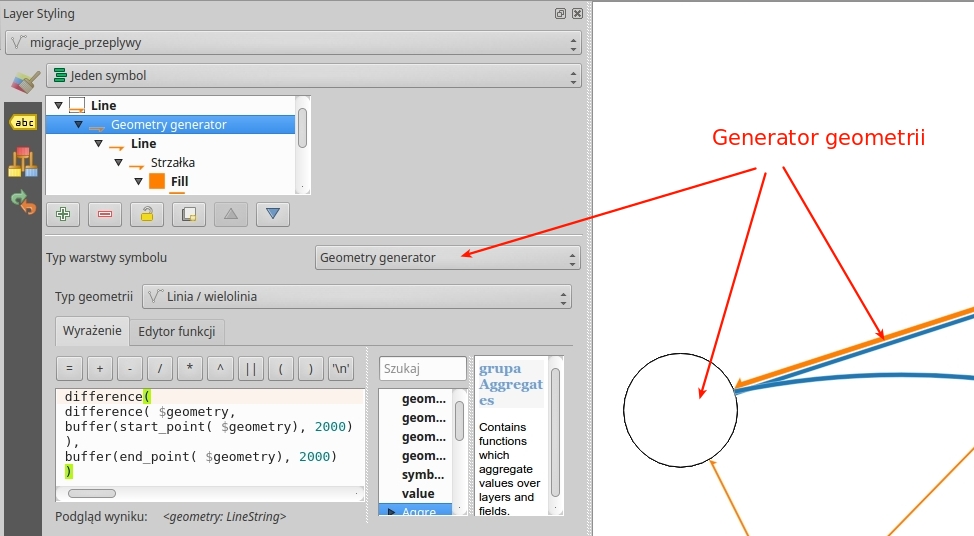 Layer Styling
migracje_przeplywy
Jeden symbol
abc
Line
Geometry generator
Line
Strzałka
Fill
Generator geometrii
Typ warstwy symbolu
Geometry generator
Typ geometrii
Linia / wielolinia
Wyrażenie
Edytor funkcji
= + - / * ^ || ( ) '\n'
Szukaj
difference(
difference( $geometry,
buffer(start_point( $geometry), 2000)
),
buffer(end_point( $geometry), 2000)
)
geom...
geom...
geom...
geom...
symb...
value
Aggre...
grupa
Aggregat
es
Contains
functions
which
aggregate
values over
layers and
fields.
Podgląd wyniku: <geometry: LineString>